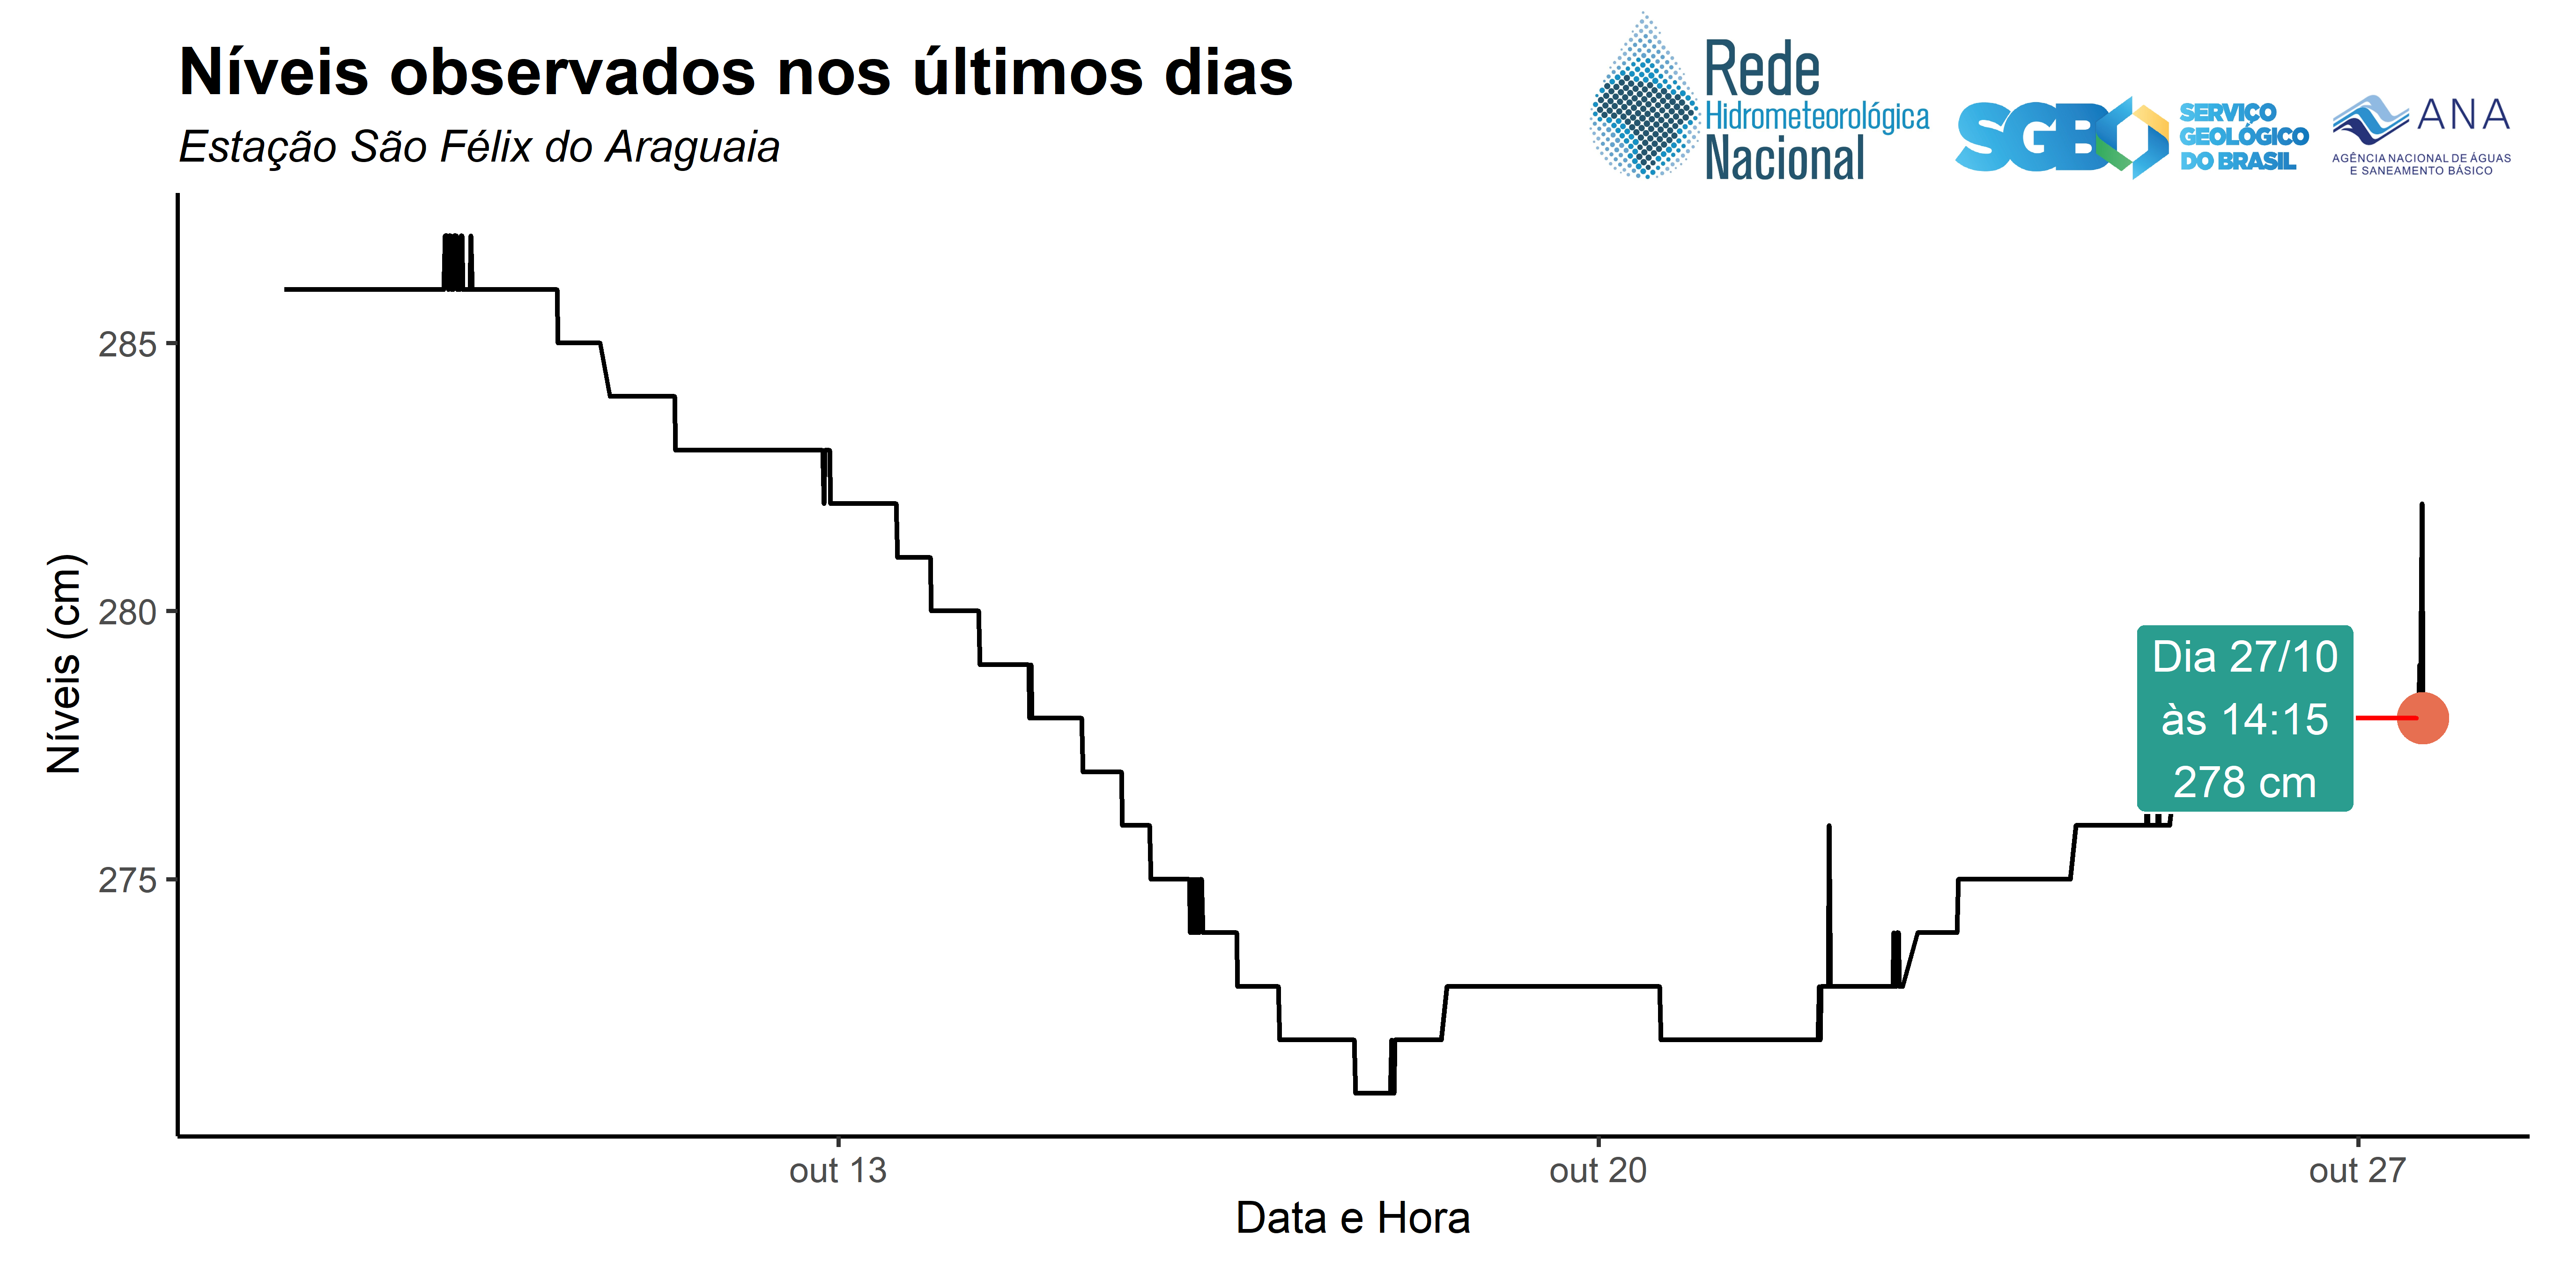 Níveis observados nos últimos dias
Estação São Félix do Araguaia
Rede
Hidrometeorológica
Nacional
SGB
SERVIÇO
GEOLÓGICO
DO BRASIL
ANA
AGÊNCIA NACIONAL DE ÁGUAS
E SANEAMENTO BÁSICO
Níveis (cm)
285
280
275
Dia 27/10
às 14:15
278 cm
out 13
out 20
out 27
Data e Hora